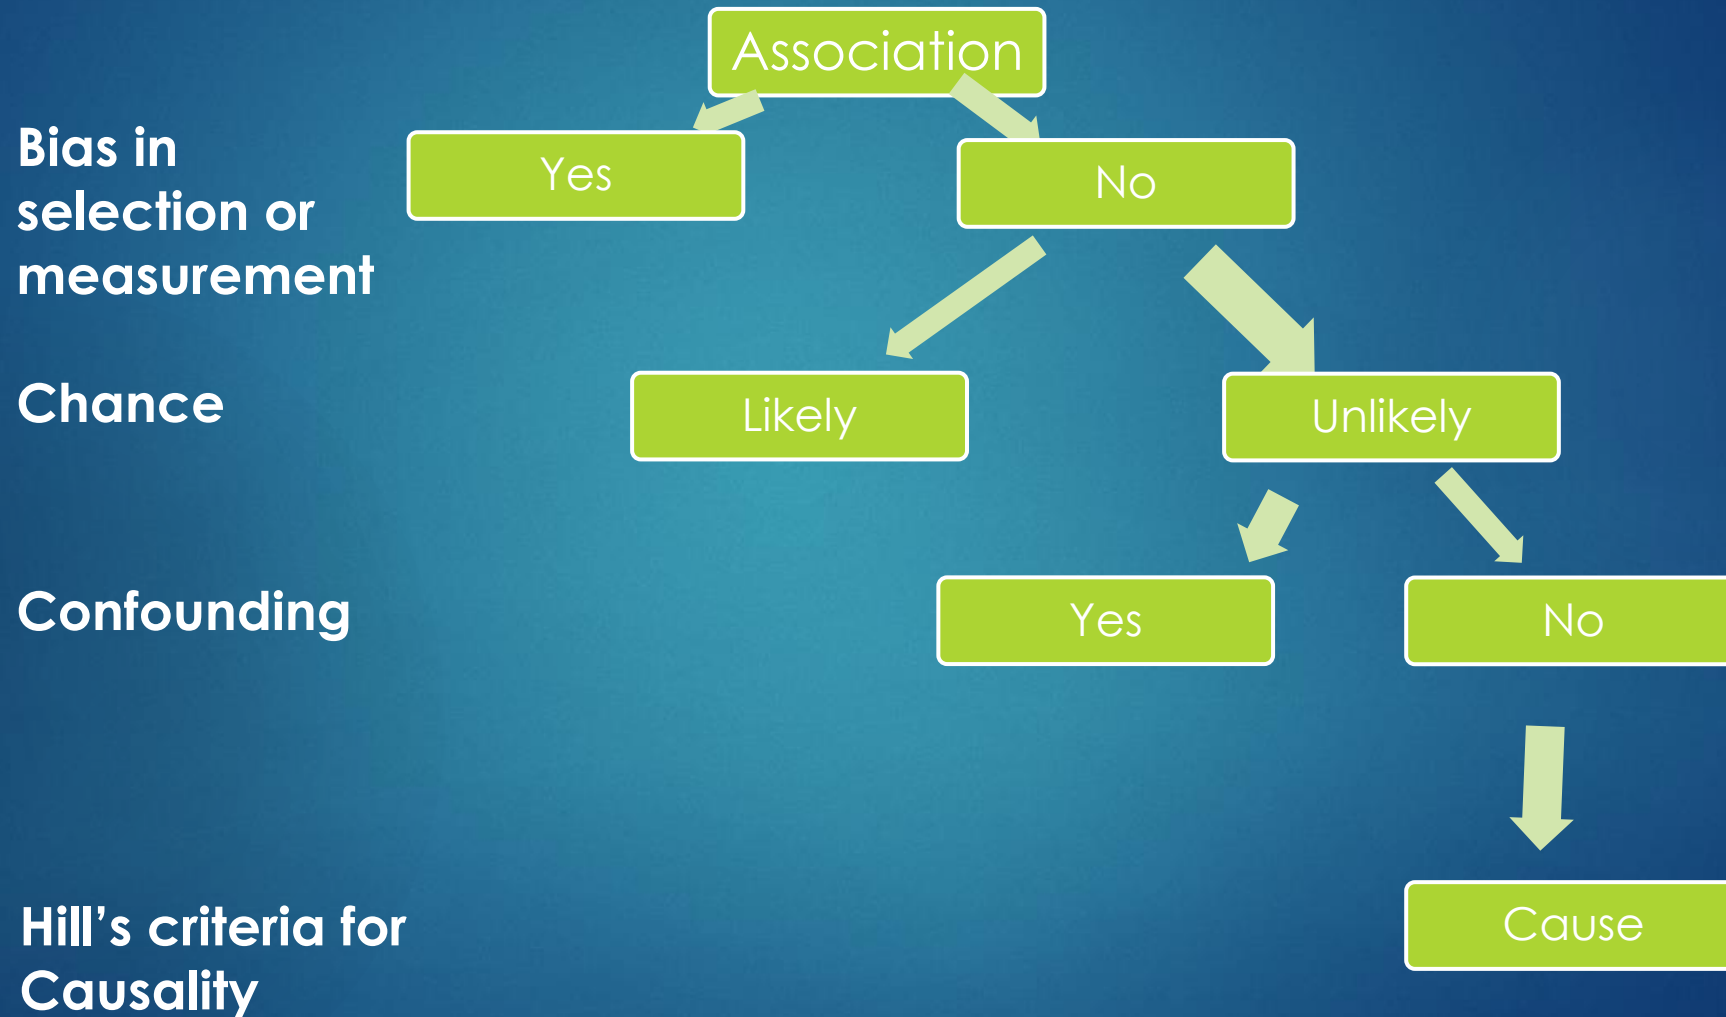 Association
Bias in
selection or
measurement
Yes
No
Chance
Likely
Unlikely
Confounding
Yes
No
Hill's criteria for
Causality
Cause